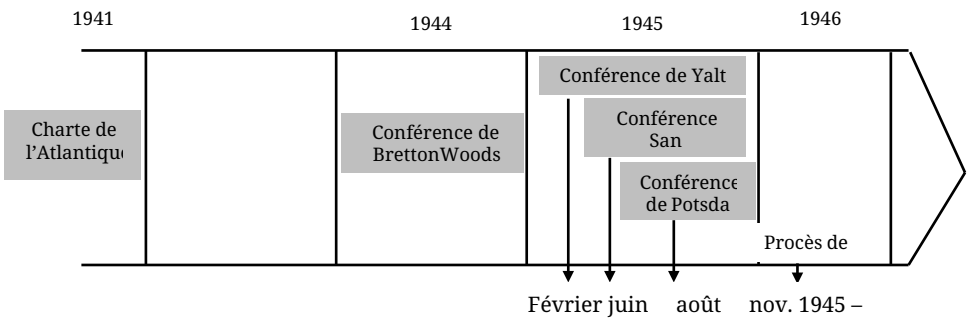 1941
1944
1945
1946
Conférence de Yalt
Charte de
l’Atlantiqu
Conférence de
BrettonWoods
Conférence
San
Conférence
de Potsda
Procès de
Février juin août nov. 1945 –